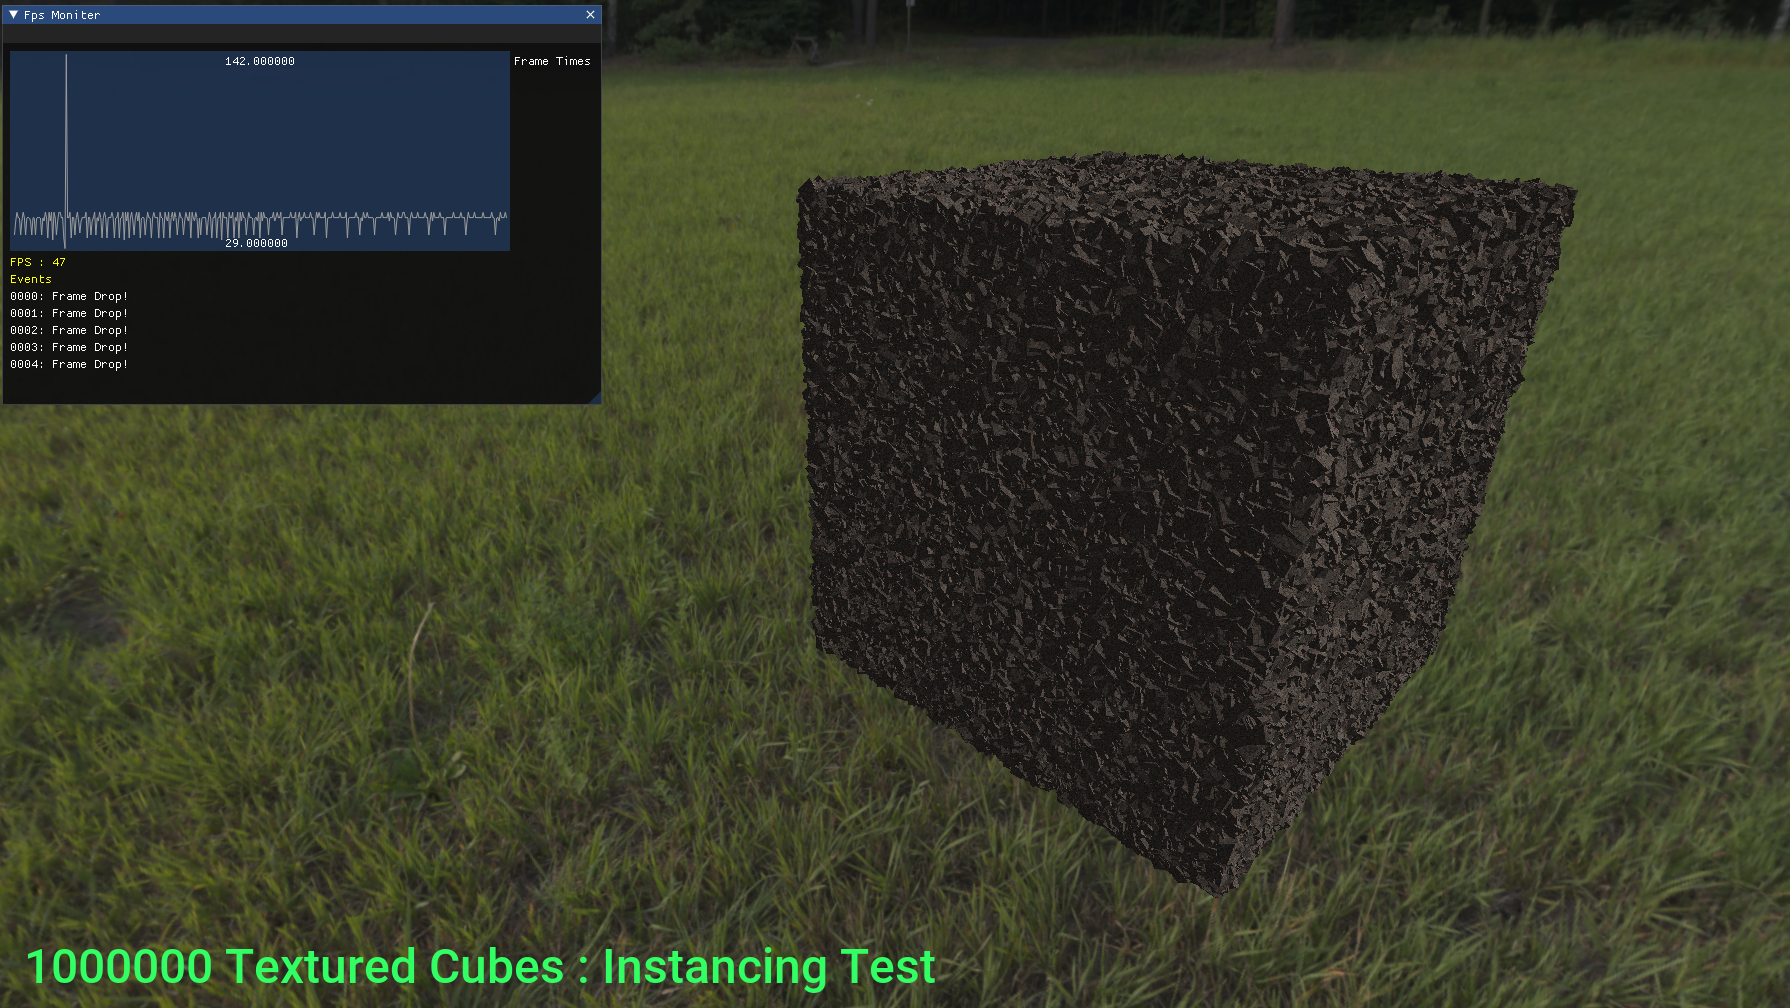 Fps Moniter
142.000000
Frame Times
29.000000
FPS : 47
Events
0000: Frame Drop!
0001: Frame Drop!
0002: Frame Drop!
0003: Frame Drop!
0004: Frame Drop!
1000000 Textured Cubes : Instancing Test